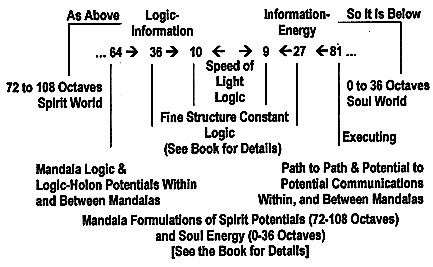 As Above
Logic-
Information
Information-
Energy
So It Is Below
... 64 → 36 → 10 ← → 9 ← 27 ← 81 ...
Speed of
Light
Logic
72 to 108 Octaves
Spirit World
0 to 36 Octaves
Soul World
Fine Structure Constant
Logic
(See Book for Details)
Executing
Mandala Logic &
Logic-Holon Potentials Within
and Between Mandalas
Path to Path & Potential to
Potential Communications
Within, and Between Mandalas
Mandala Formulations of Spirit Potentials (72-108 Octaves)
and Soul Energy (0-36 Octaves)
[See the Book for Details]